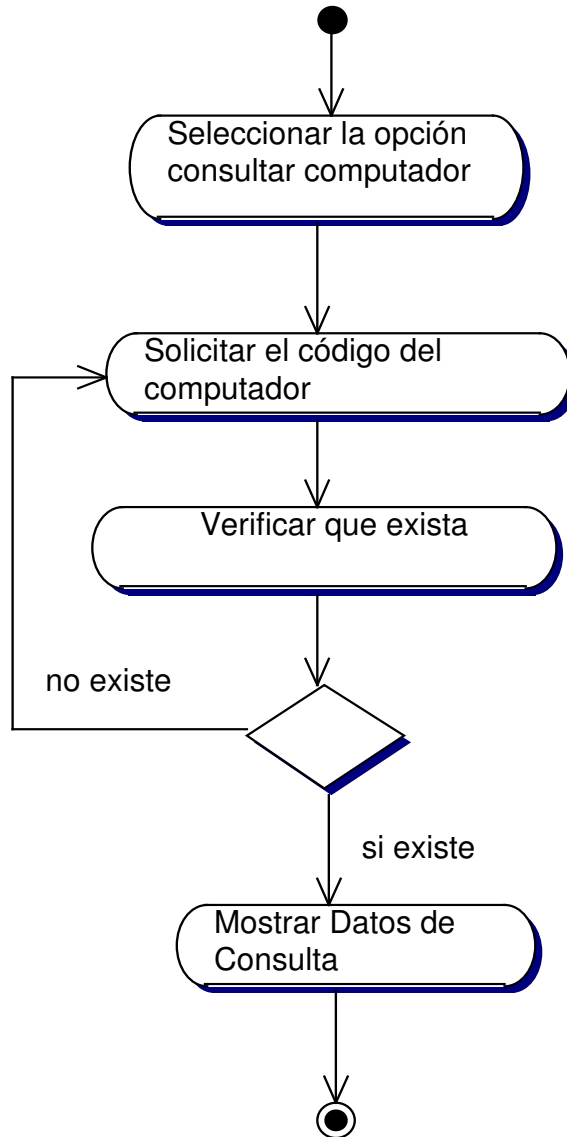 Seleccionar la opción
consultar computador
Solicitar el código del
computador
Verificar que exista
no existe
si existe
Mostrar Datos de
Consulta